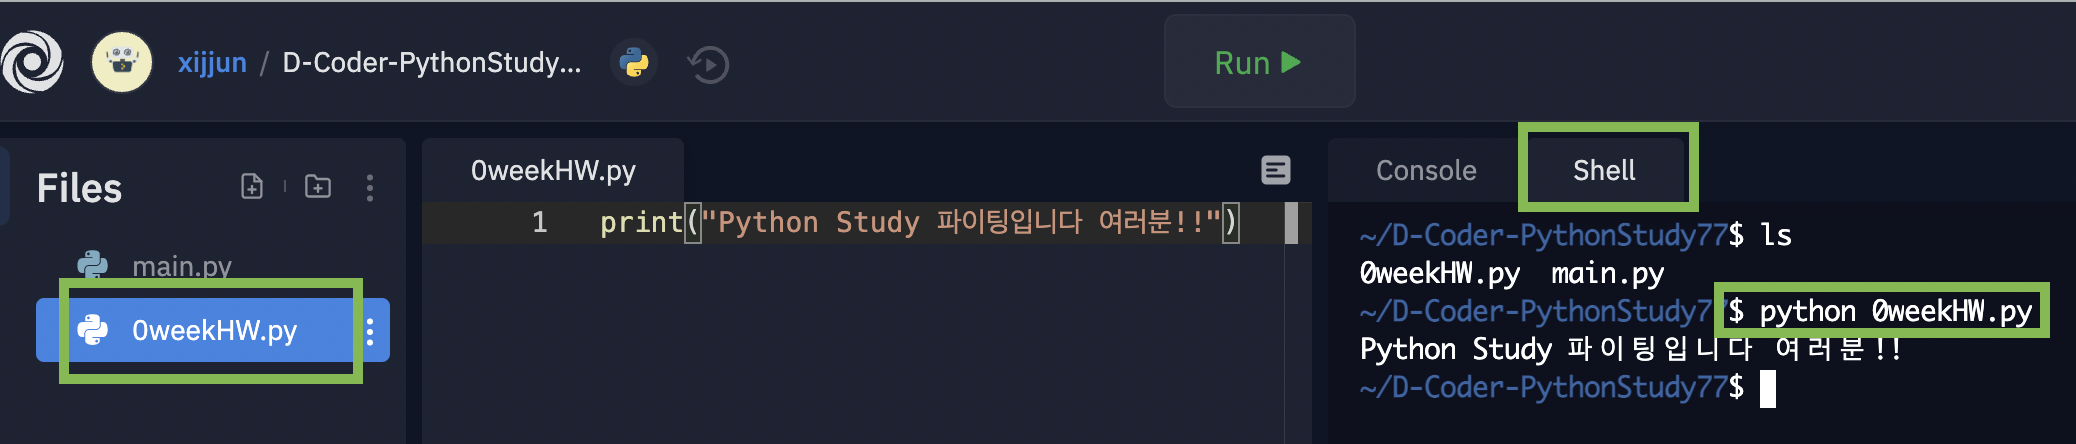 xijjun / D-Coder-PythonStudy...
Run
Files
main.py
0weekHW.py
0weekHW.py
1 print("Python Study 파이팅입니다 여러분!!")
Console
Shell
~/D-Coder-PythonStudy77$ ls
0weekHW.py main.py
~/D-Coder-PythonStudy7$ python 0weekHW.py
Python Study 파이팅입니다 여러분!!
~/D-Coder-PythonStudy77$